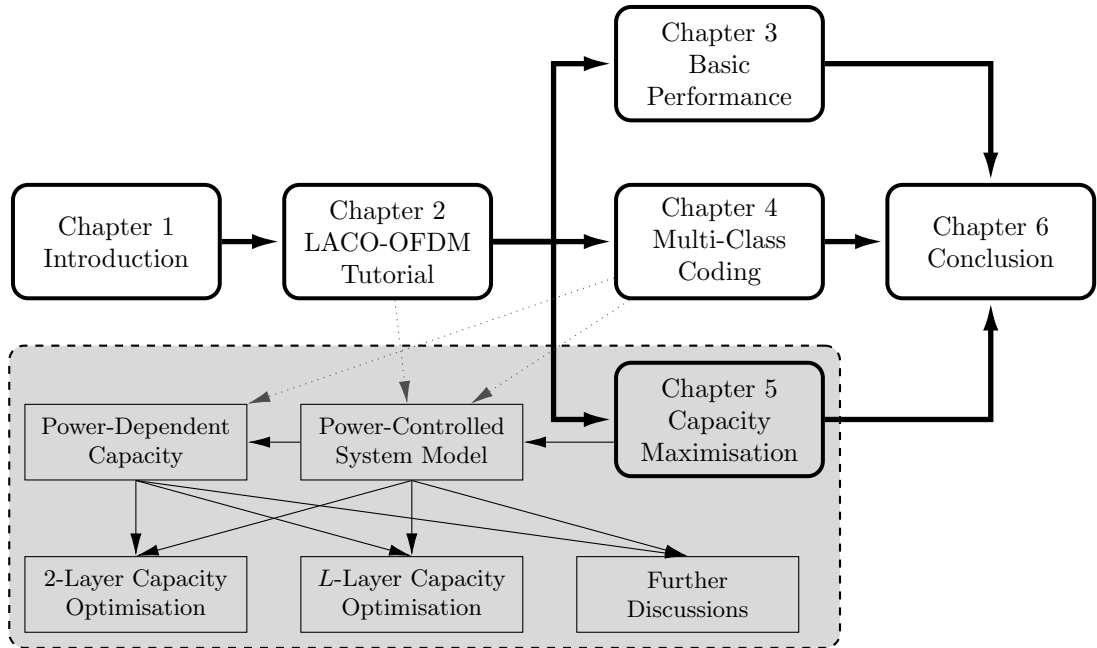 Chapter 3
Basic
Performance
Chapter 1
Introduction
Chapter 2
LACO-OFDM
Tutorial
Chapter 4
Multi-Class
Coding
Chapter 6
Conclusion
Chapter 5
Capacity
Maximisation
Power-Dependent
Capacity
Power-Controlled
System Model
2-Layer Capacity
Optimisation
L-Layer Capacity
Optimisation
Further
Discussions